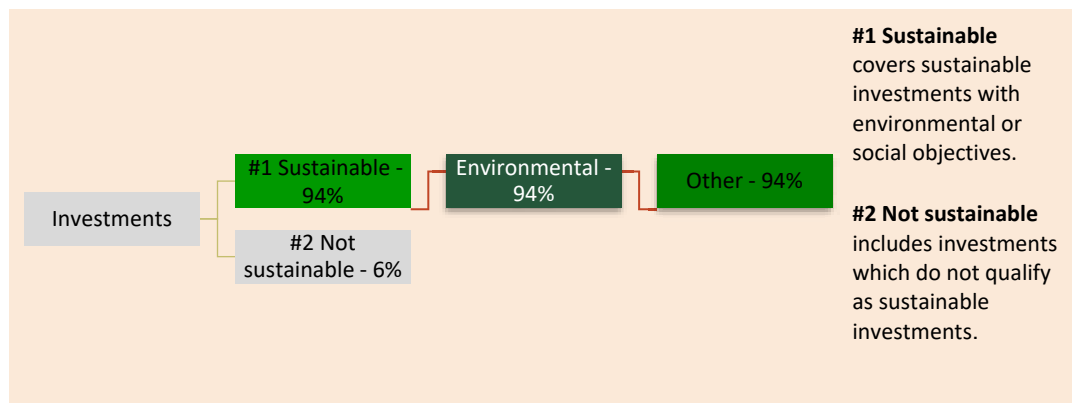 Investments
#1 Sustainable -
94%
#2 Not
sustainable - 6%
Environmental -
94%
Other - 94%
#1 Sustainable
covers sustainable
investments with
environmental or
social objectives.
#2 Not sustainable
includes investments
which do not qualify
as sustainable
investments.